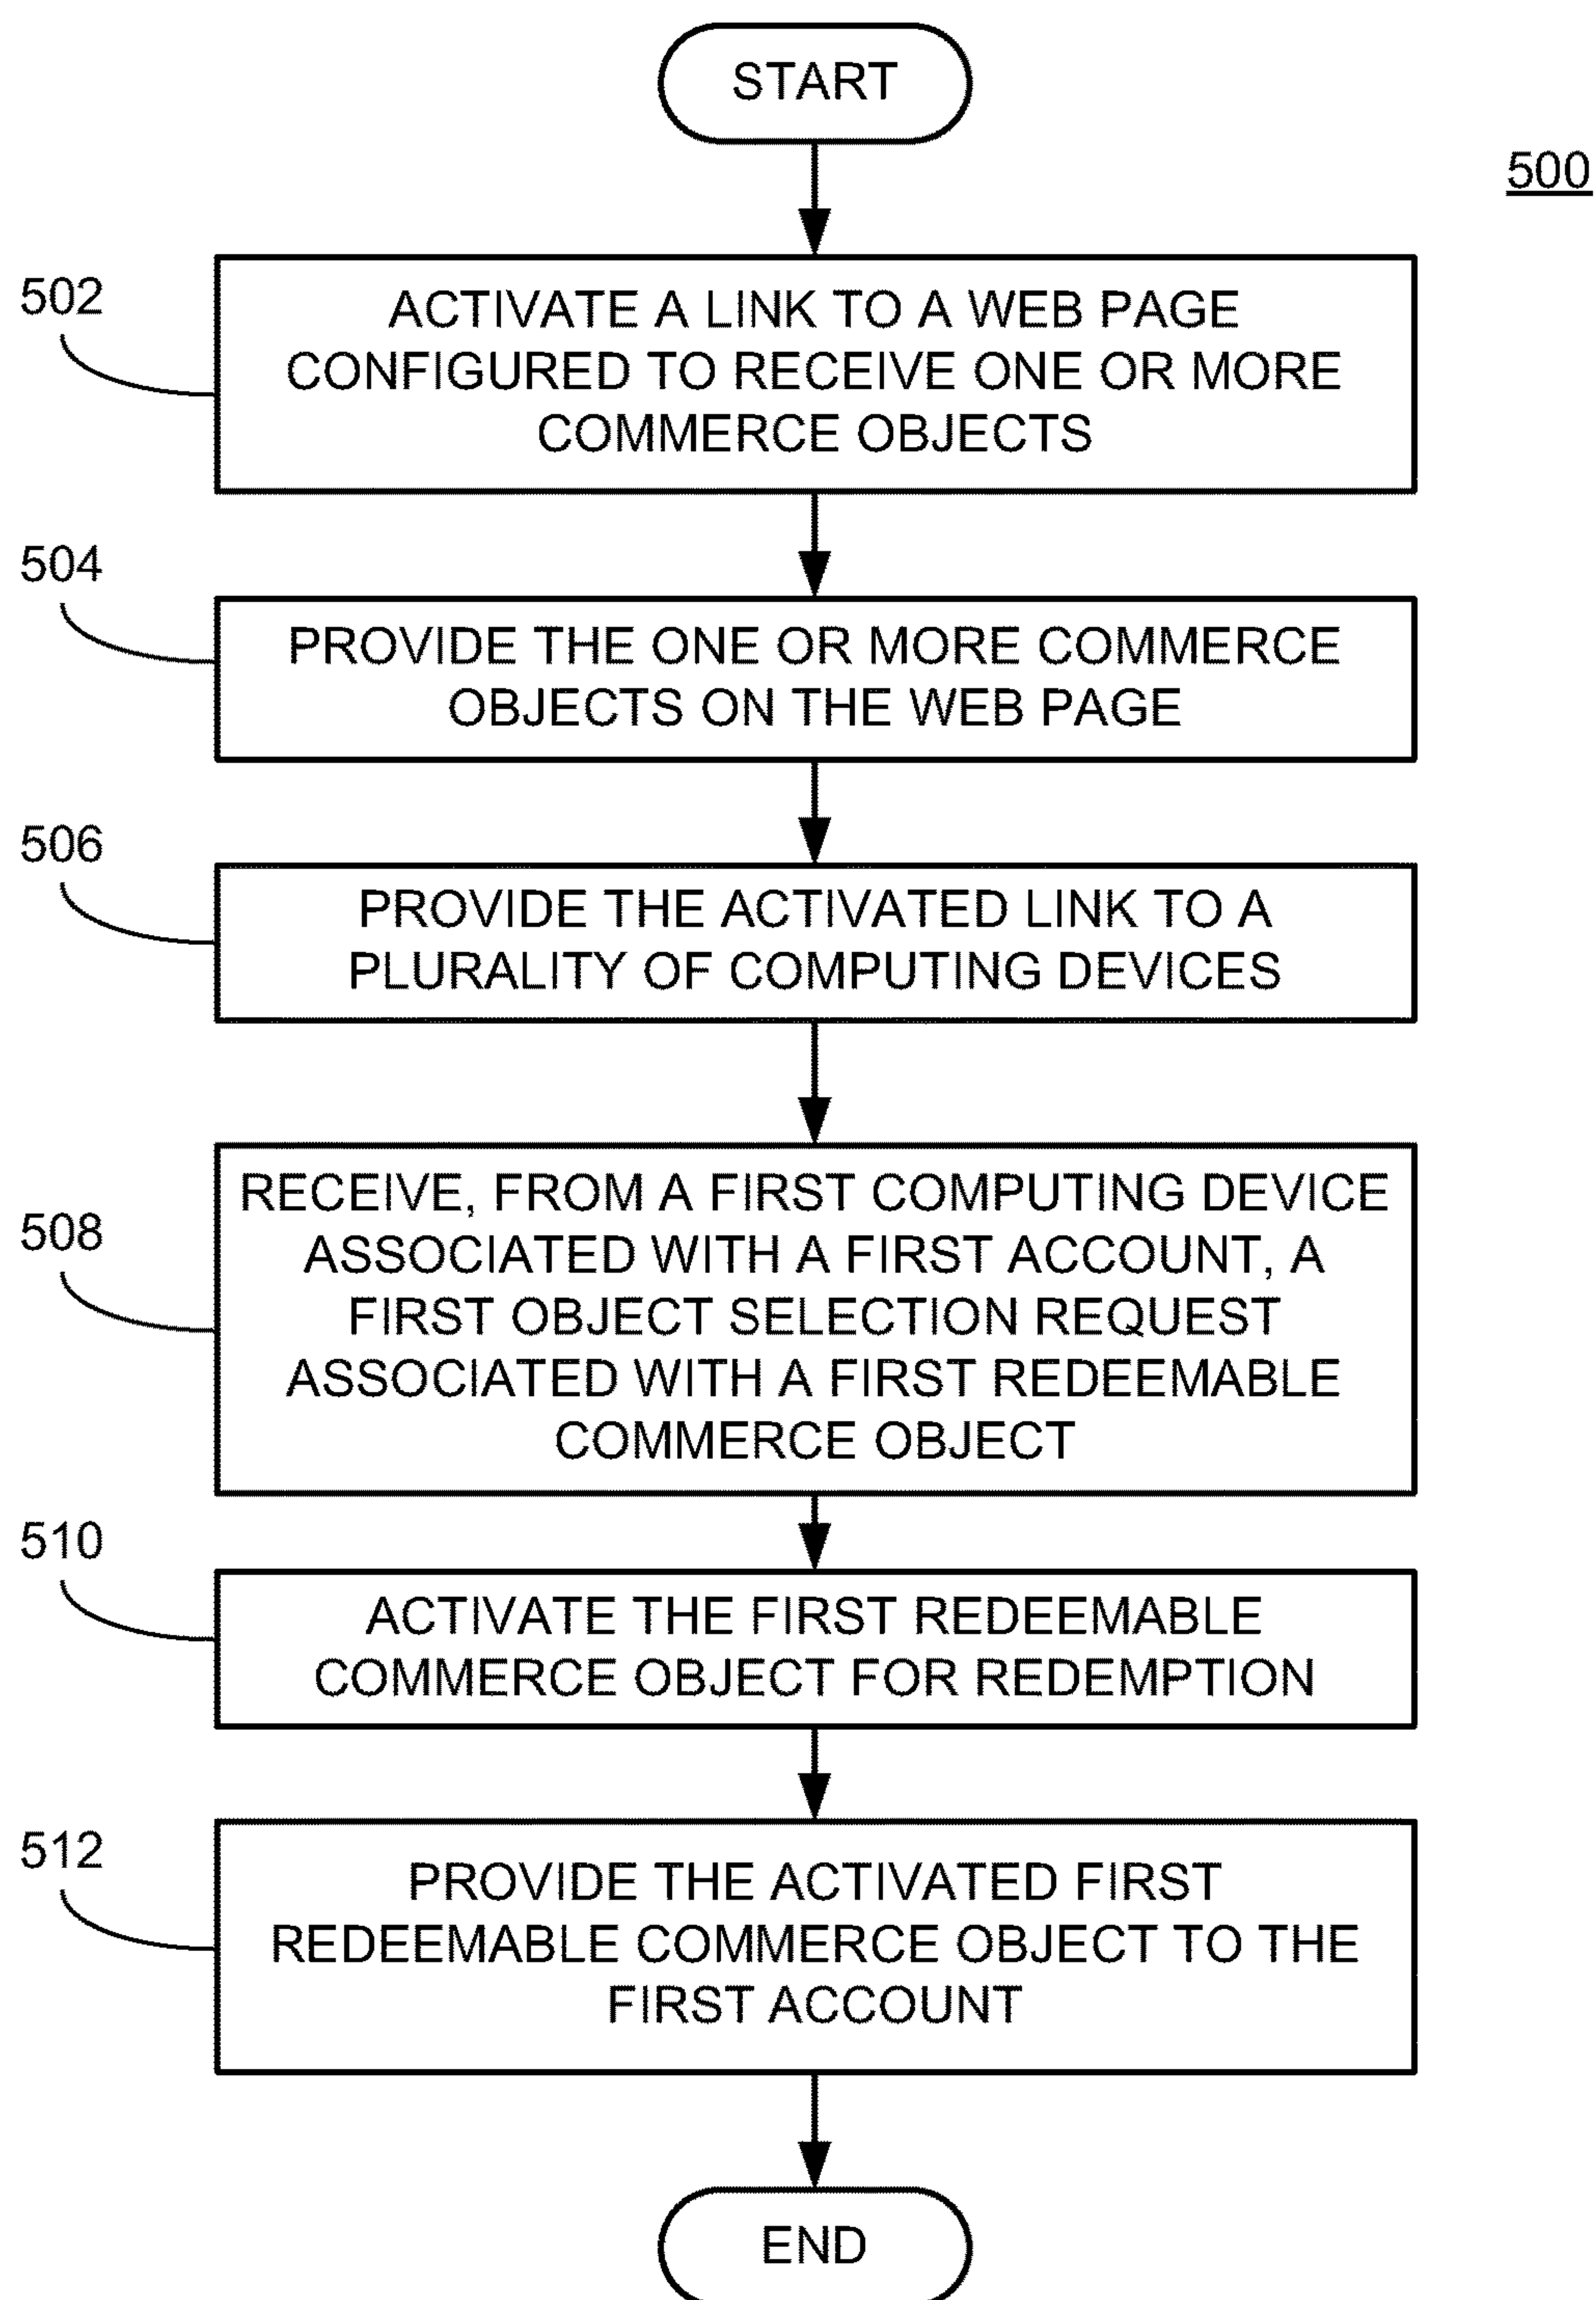 START
500
502
ACTIVATE A LINK TO A WEB PAGE
CONFIGURED TO RECEIVE ONE OR MORE
COMMERCE OBJECTS
504
PROVIDE THE ONE OR MORE COMMERCE
OBJECTS ON THE WEB PAGE
506
PROVIDE THE ACTIVATED LINK TO A
PLURALITY OF COMPUTING DEVICES
508
RECEIVE, FROM A FIRST COMPUTING DEVICE
ASSOCIATED WITH A FIRST ACCOUNT, A
FIRST OBJECT SELECTION REQUEST
ASSOCIATED WITH A FIRST REDEEMABLE
COMMERCE OBJECT
510
ACTIVATE THE FIRST REDEEMABLE
COMMERCE OBJECT FOR REDEMPTION
512
PROVIDE THE ACTIVATED FIRST
REDEEMABLE COMMERCE OBJECT TO THE
FIRST ACCOUNT
END